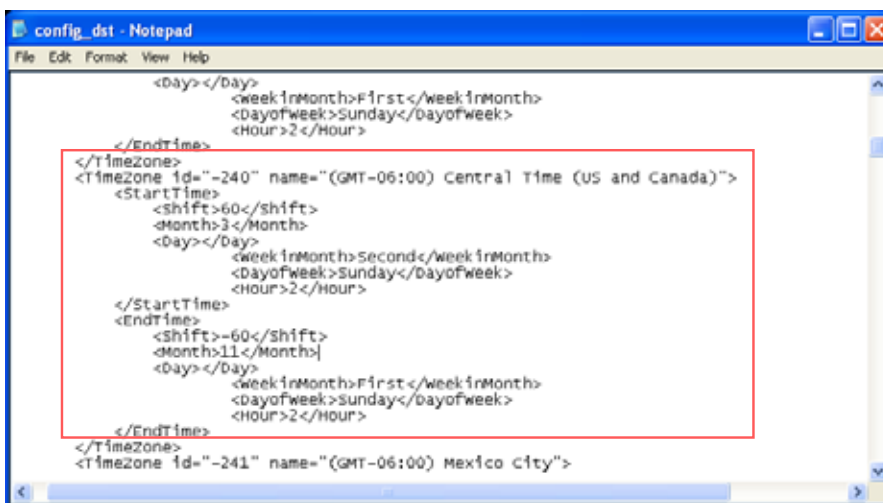 config_dst - Notepad
File Edit Format View Help
<Day></Day>
<WeekinMonth>First</WeekinMonth>
<DayofWeek>Sunday</DayofWeek>
<Hour>2</Hour>
</EndTime>
</TimeZone>
<TimeZone id="-240" name="(GMT-06:00) Central Time (US and Canada)">
<StartTime>
<Shift>60</Shift>
<Month>3</Month>
<Day></Day>
<WeekinMonth>Second</WeekinMonth>
<DayofWeek>Sunday</DayofWeek>
<Hour>2</Hour>
</StartTime>
<EndTime>
<Shift>-60</Shift>
<Month>11</Month>
<Day></Day>
<WeekinMonth>First</WeekinMonth>
<DayofWeek>Sunday</DayofWeek>
<Hour>2</Hour>
</EndTime>
</TimeZone>
<TimeZone id="-241" name="(GMT-06:00) Mexico City">